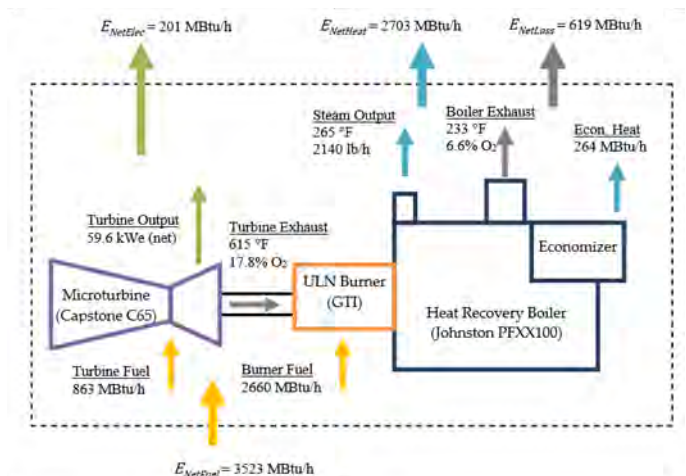 E_NetElec = 201 MBtu/h
E_NetHeat = 2703 MBtu/h
E_NetLoss = 619 MBtu/h
Steam Output
265 °F
2140 Ib/h
Boiler Exhaust
233 °F
6.6% O₂
Econ. Heat
264 MBtu/h
Turbine Output
59.6 kWe (net)
Turbine Exhaust
615 °F
17.8% O₂
Microturbine
(Capstone C65)
ULN Burner
(GTI)
Economizer
Heat Recovery Boiler
(Johnston PFXX100)
Turbine Fuel
863 MBtu/h
Burner Fuel
2660 MBtu/h
E_NetFuel = 3523 MBtu/h